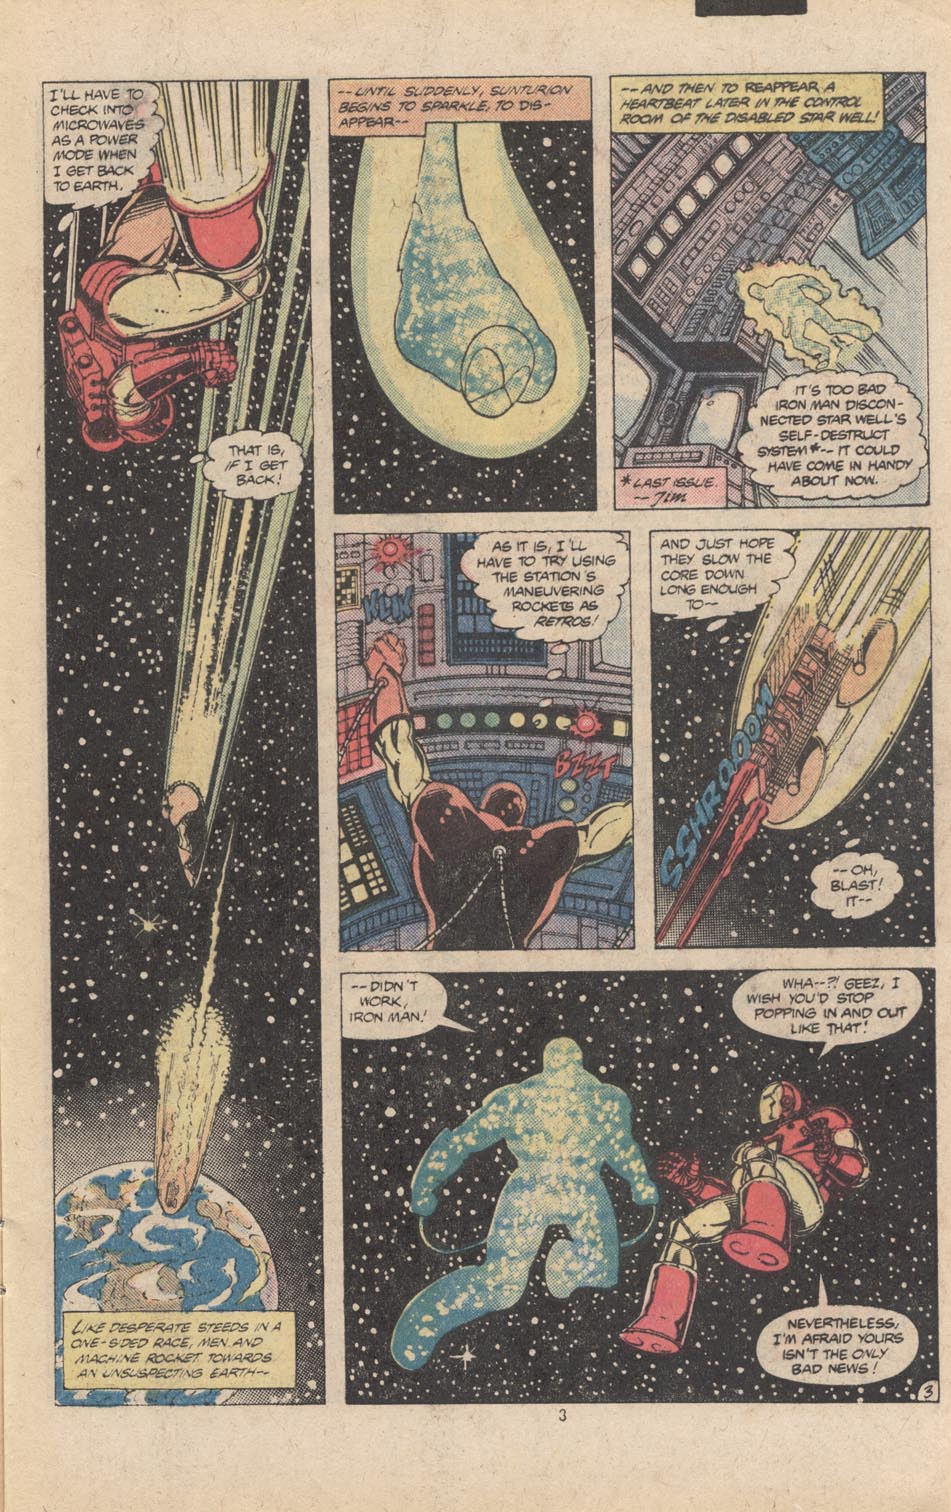 I'LL HAVE TO
CHECK INTO
MICROWAVES
AS A POWER
MODE WHEN
I GET BACK
TO EARTH.
THAT IS,
IF I GET
BACK!
LIKE DESPERATE STEEDS IN A
ONE-SIDED RACE, MEN AND
MACHINE ROCKET TOWARDS
AN UNSUSPECTING EARTH--
--UNTIL SUDDENLY, SUNTURION
BEGINS TO SPARKLE, TO DIS-
APPEAR--
--AND THEN TO REAPPEAR A
HEARTBEAT LATER IN THE CONTROL
ROOM OF THE DISABLED STAR WELL!
IT'S TOO BAD
IRON MAN DISCON-
NECTED STAR WELL'S
SELF-DESTRUCT
SYSTEM*--IT COULD
HAVE COME IN HANDY
ABOUT NOW.
*LAST ISSUE.
--Jim
KLIK
AS IT IS, I'LL
HAVE TO TRY USING
THE STATION'S
MANEUVERING
ROCKETS AS
RETROS!
BZZT
AND JUST HOPE
THEY SLOW THE
CORE DOWN
LONG ENOUGH
TO--
SSHROOOM
--OH,
BLAST!
IT--
--DIDN'T
WORK,
IRON MAN!
WHA--?! GEEZ, I
WISH YOU'D STOP
POPPING IN AND OUT
LIKE THAT!
NEVERTHELESS,
I'M AFRAID YOURS
ISN'T THE ONLY
BAD NEWS!
3
3